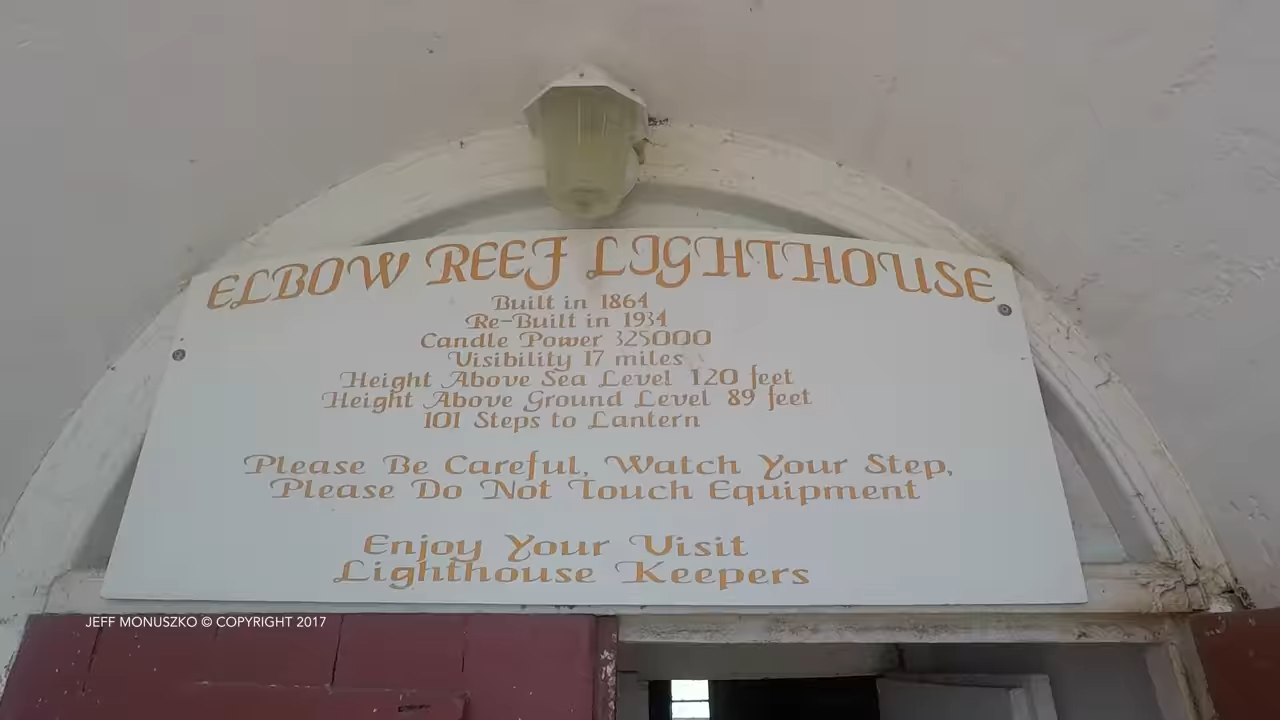 ELBOW REEF LIGHTHOUSE
Built in 1864
Re-Built in 1934
Candle Power 325000
Visibility 17 miles
Height Above Sea Level 120 feet
Height Above Ground Level 89 feet
101 Steps to Lantern
Please Be Careful, Watch Your Step,
Please Do Not Touch Equipment
Enjoy Your Visit
Lighthouse Keepers
JEFF MONUSZKO © COPYRIGHT 2017